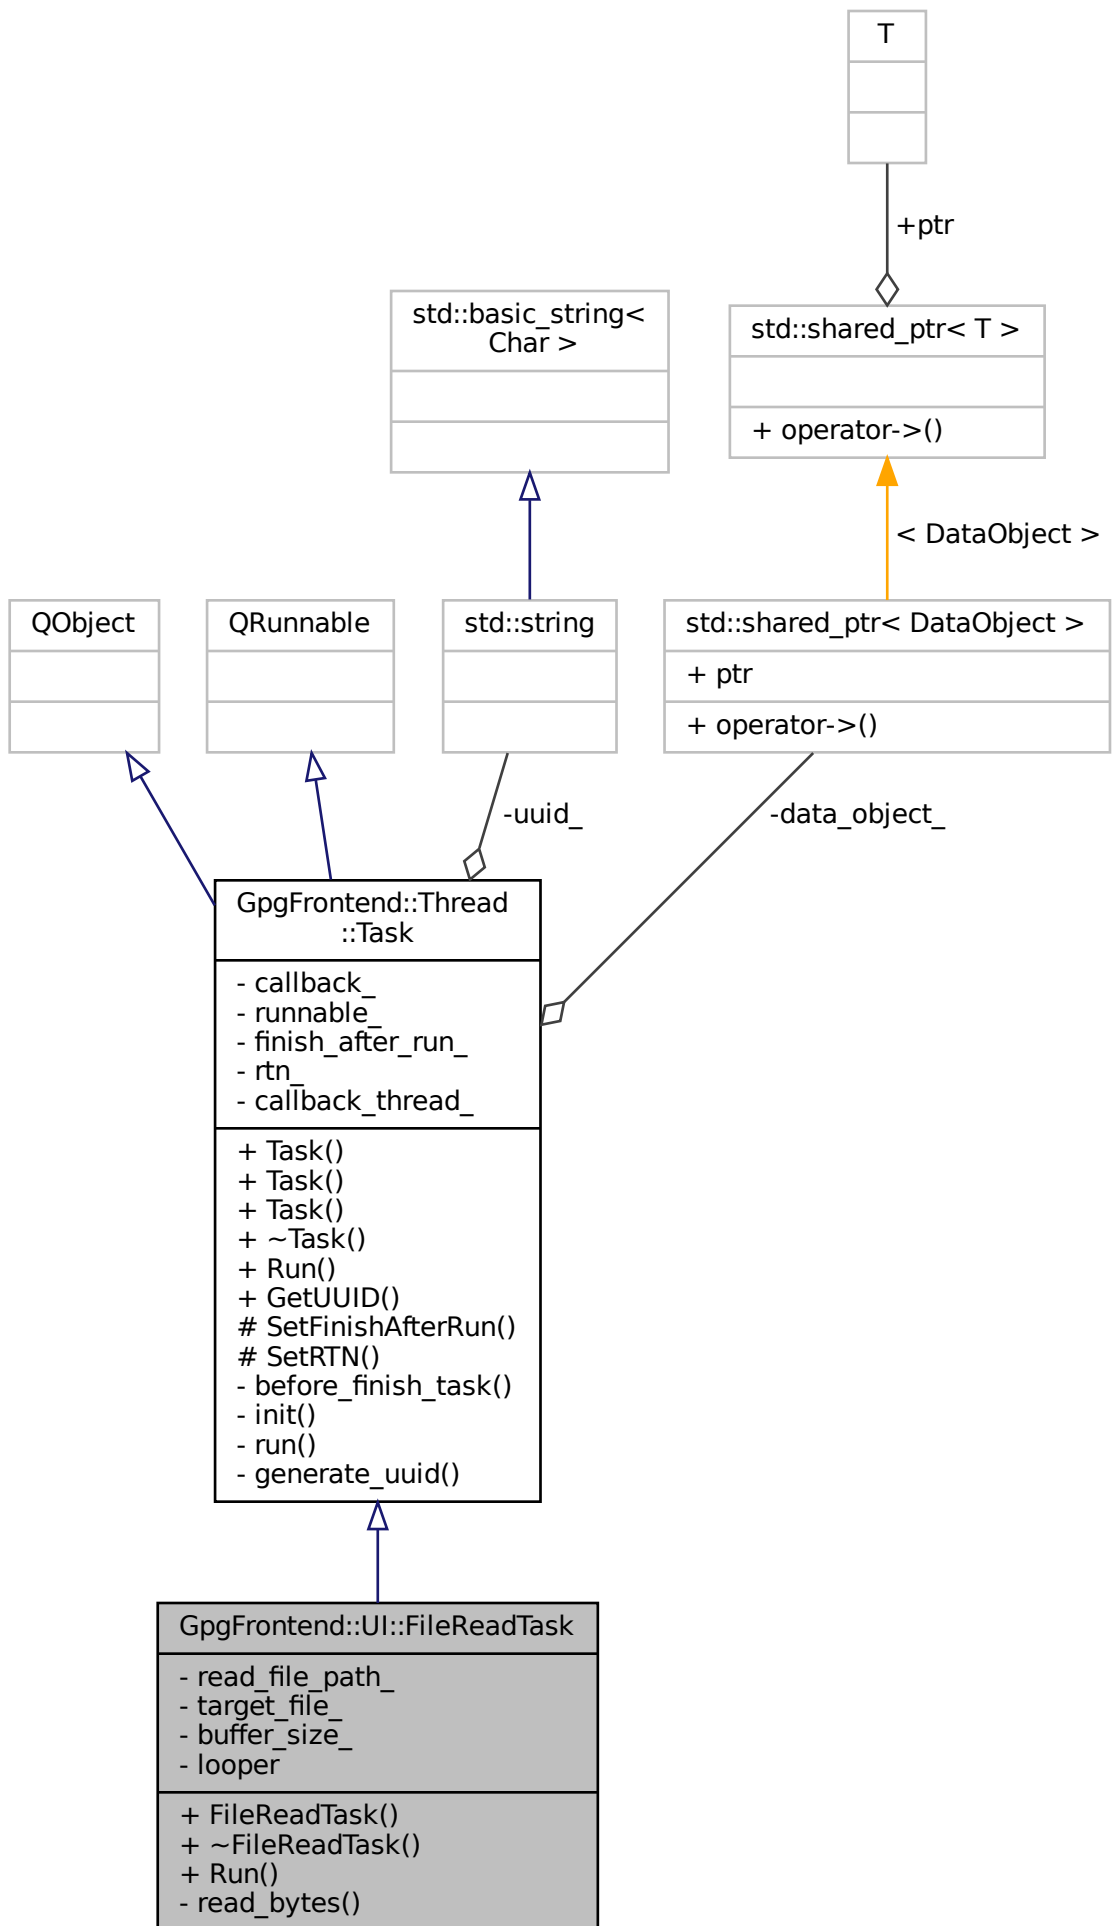 T
+ptr
std::basic_string<
Char >
std::shared_ptr< T >
+ operator->()
< DataObject >
QObject
QRunnable
std::string
std::shared_ptr< DataObject >
+ ptr
+ operator->()
-uuid_
-data_object_
GpgFrontend::Thread
::Task
- callback_
- runnable_
- finish_after_run_
- rtn_
- callback_thread_
+ Task()
+ Task()
+ Task()
+ ~Task()
+ Run()
+ GetUUID()
# SetFinishAfterRun()
# SetRTN()
- before_finish_task()
- init()
- run()
- generate_uuid()
GpgFrontend::UI::FileReadTask
- read_file_path_
- target_file_
- buffer_size_
- looper
+ FileReadTask()
+ ~FileReadTask()
+ Run()
- read_bytes()